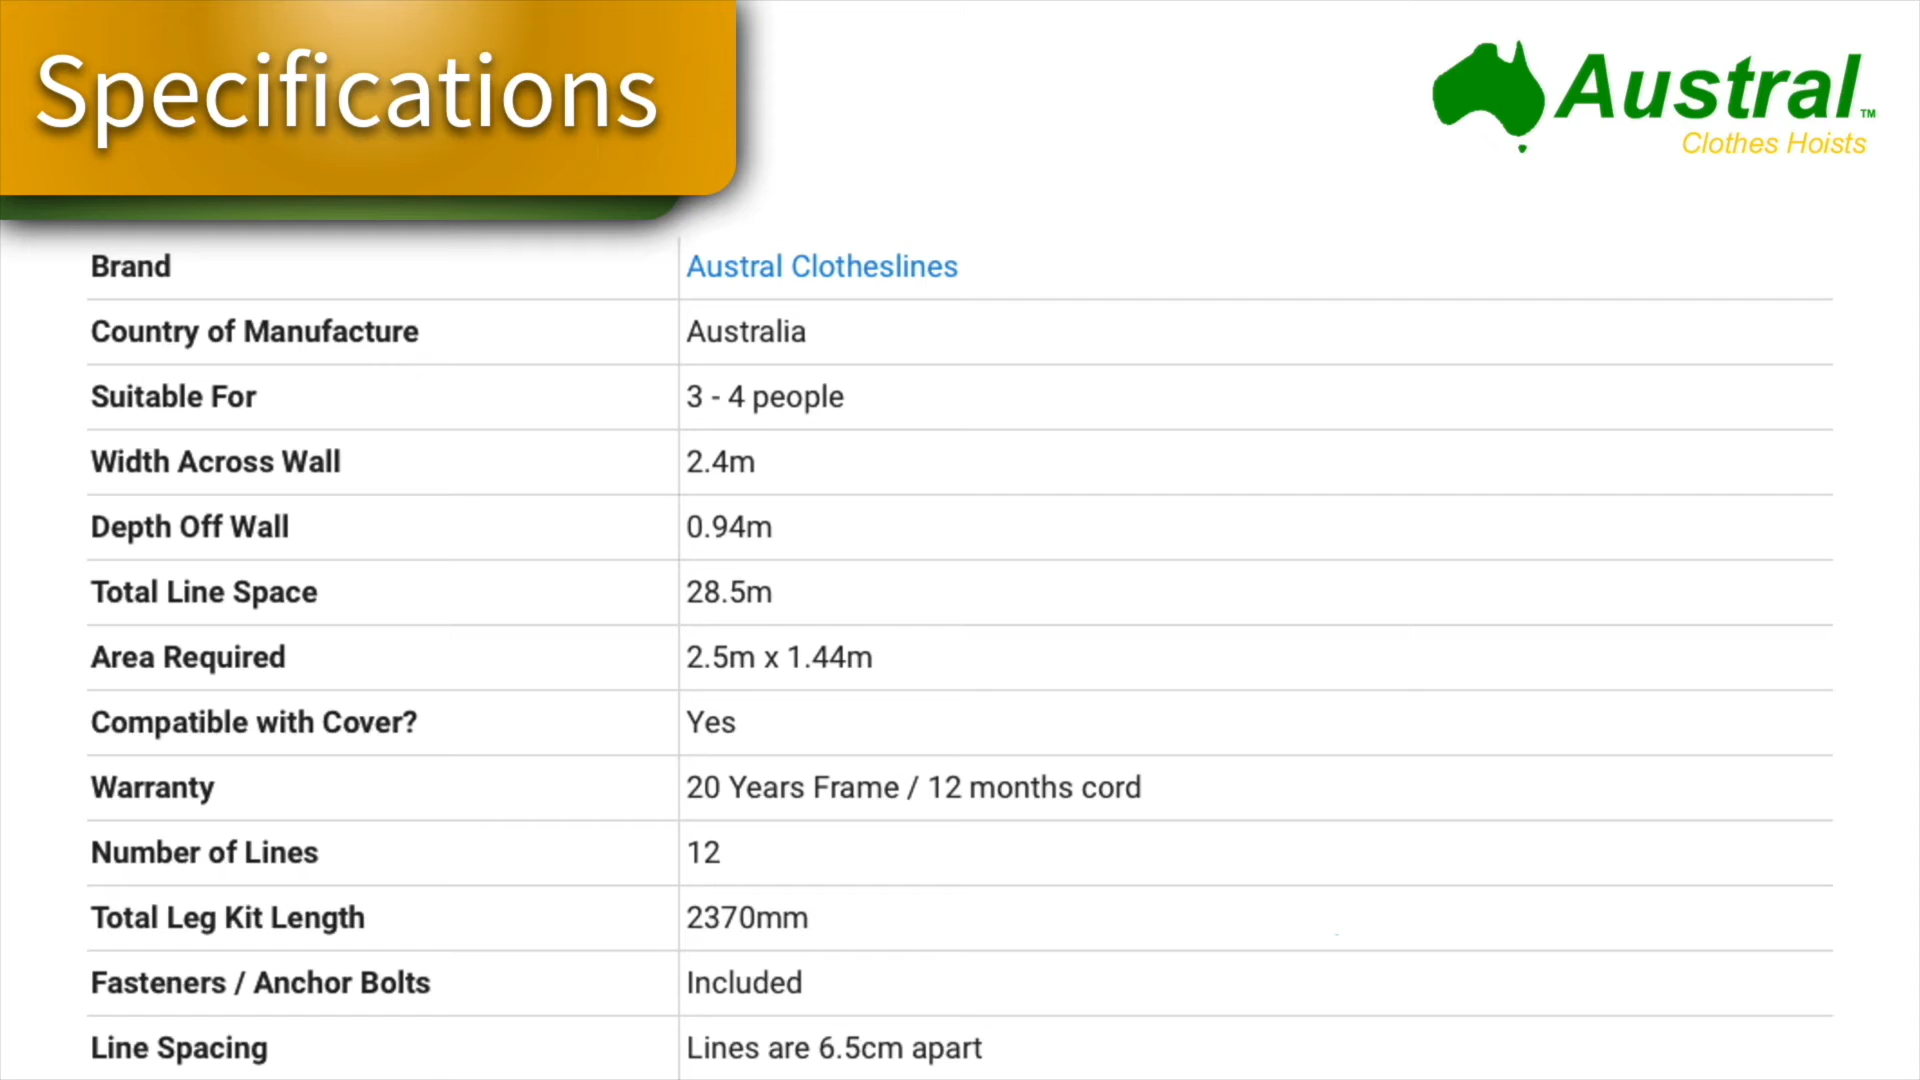 Specifications
Austral™
Clothes Hoists
Brand Austral Clotheslines
Country of Manufacture Australia
Suitable For 3 - 4 people
Width Across Wall 2.4m
Depth Off Wall 0.94m
Total Line Space 28.5m
Area Required 2.5m x 1.44m
Compatible with Cover? Yes
Warranty 20 Years Frame / 12 months cord
Number of Lines 12
Total Leg Kit Length 2370mm
Fasteners / Anchor Bolts Included
Line Spacing Lines are 6.5cm apart